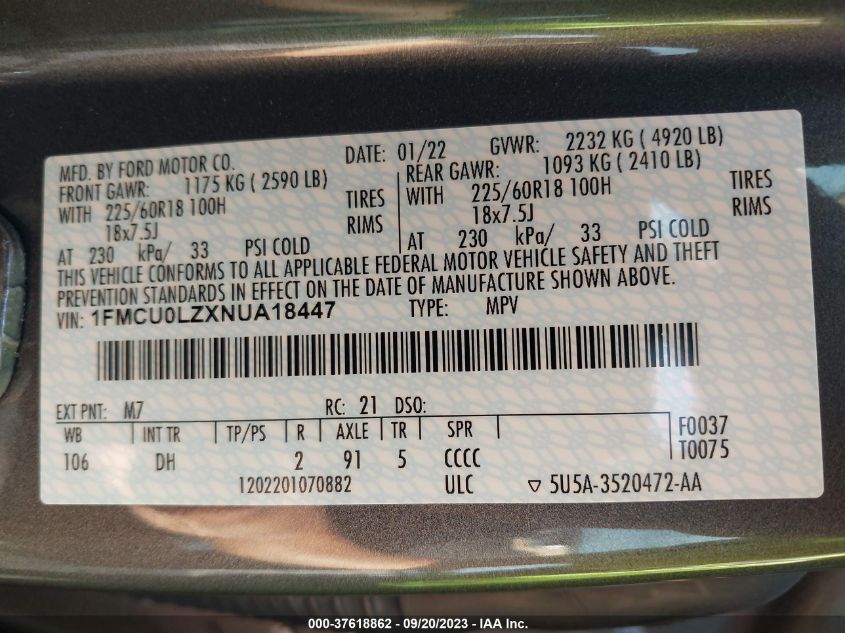 MFD. BY FORD MOTOR CO. DATE: 01/22 GVWR: 2232 KG ( 4920 LB)
FRONT GAWR: 1175 KG ( 2590 LB) REAR GAWR: 1093 KG ( 2410 LB)
WITH 225/60R18 100H TIRES WITH 225/60R18 100H TIRES
18x7.5J RIMS 18x7.5J RIMS
AT 230 kPa/ 33 PSI COLD AT 230 kPa/ 33 PSI COLD
THIS VEHICLE CONFORMS TO ALL APPLICABLE FEDERAL MOTOR VEHICLE SAFETY AND THEFT
PREVENTION STANDARDS IN EFFECT ON THE DATE OF MANUFACTURE SHOWN ABOVE.
VIN: 1FMCU0LZXNUA18447 TYPE: MPV
EXT PNT: M7 RC: 21 DSO:
WB INT TR TP/PS R AXLE TR SPR F0037
106 DH 2 91 5 CCCC T0075
1202201070882 ULC ▽ 5U5A-3520472-AA
000-37618862 - 09/20/2023 - IAA Inc.